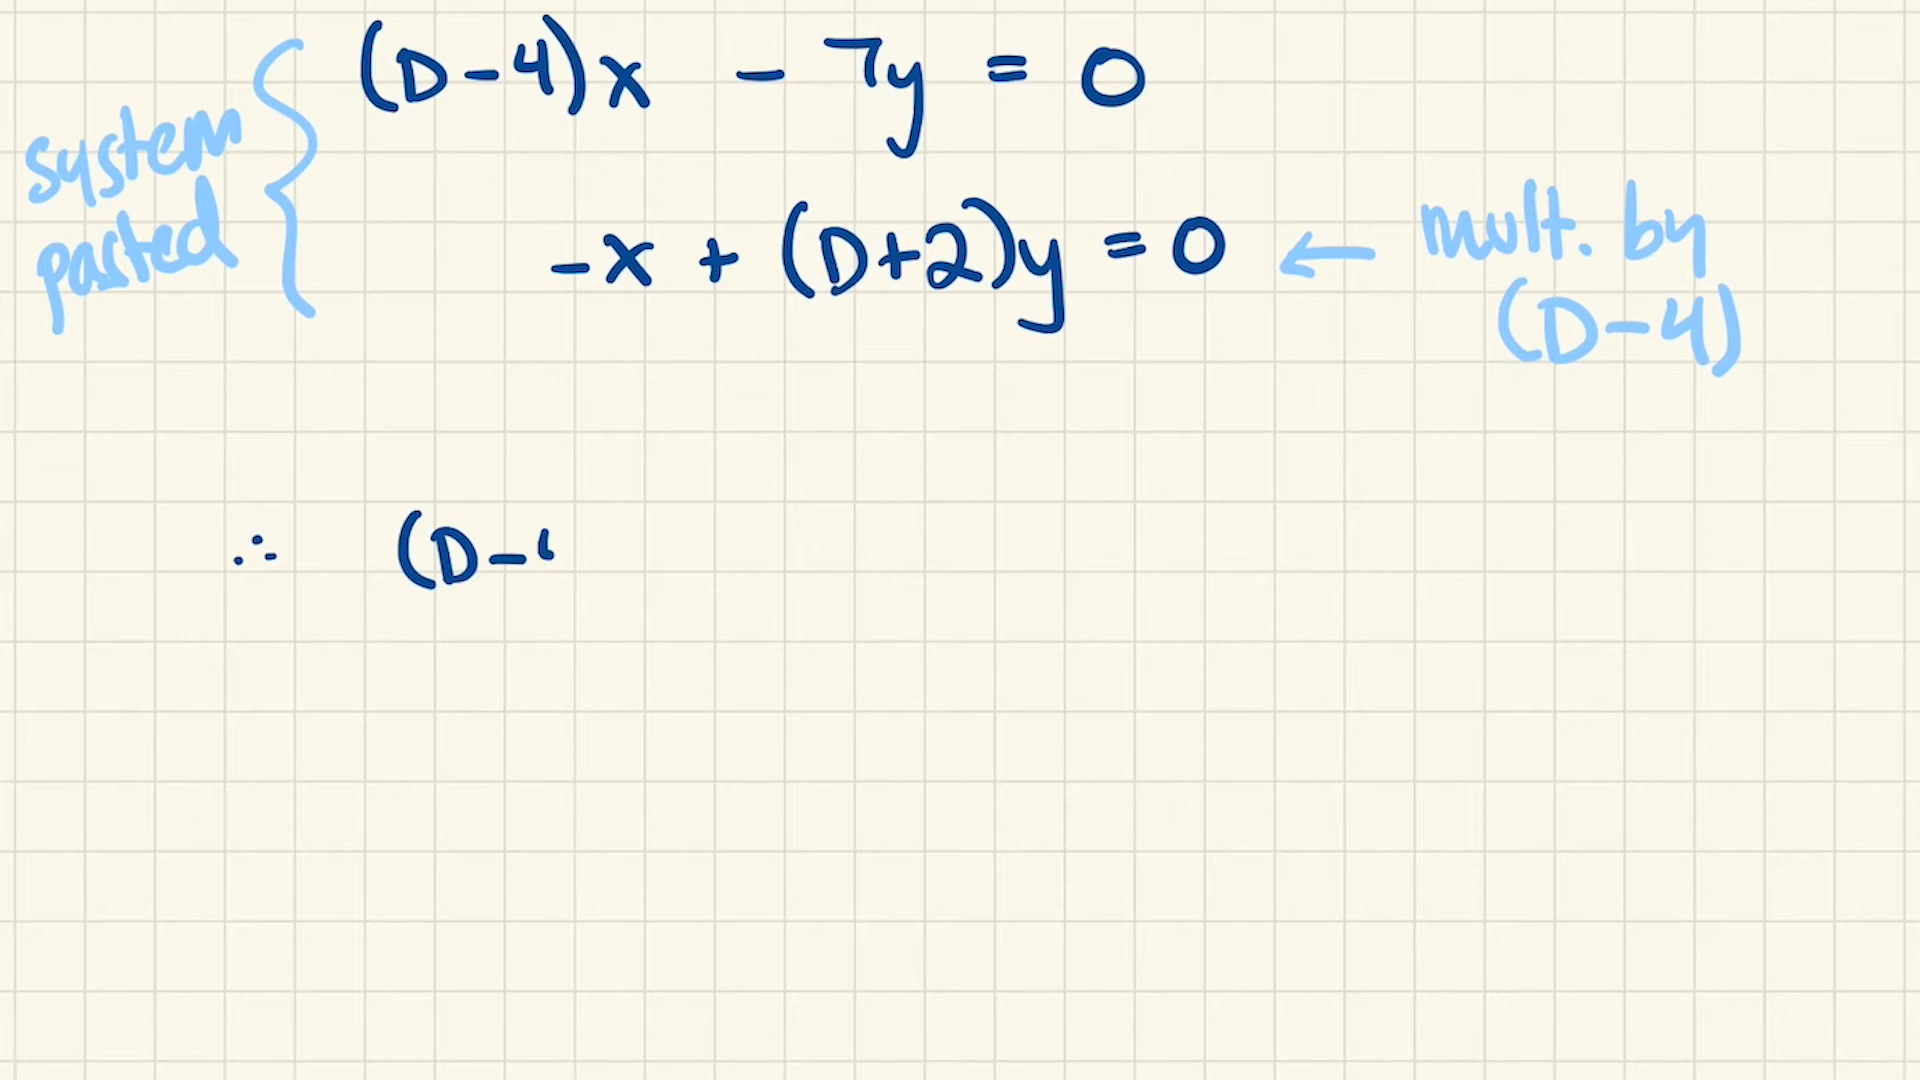 (D-4)x - 7y = 0
system
pasted
-x + (D+2)y = 0 ← mult. by
(D-4)
∴ (D-